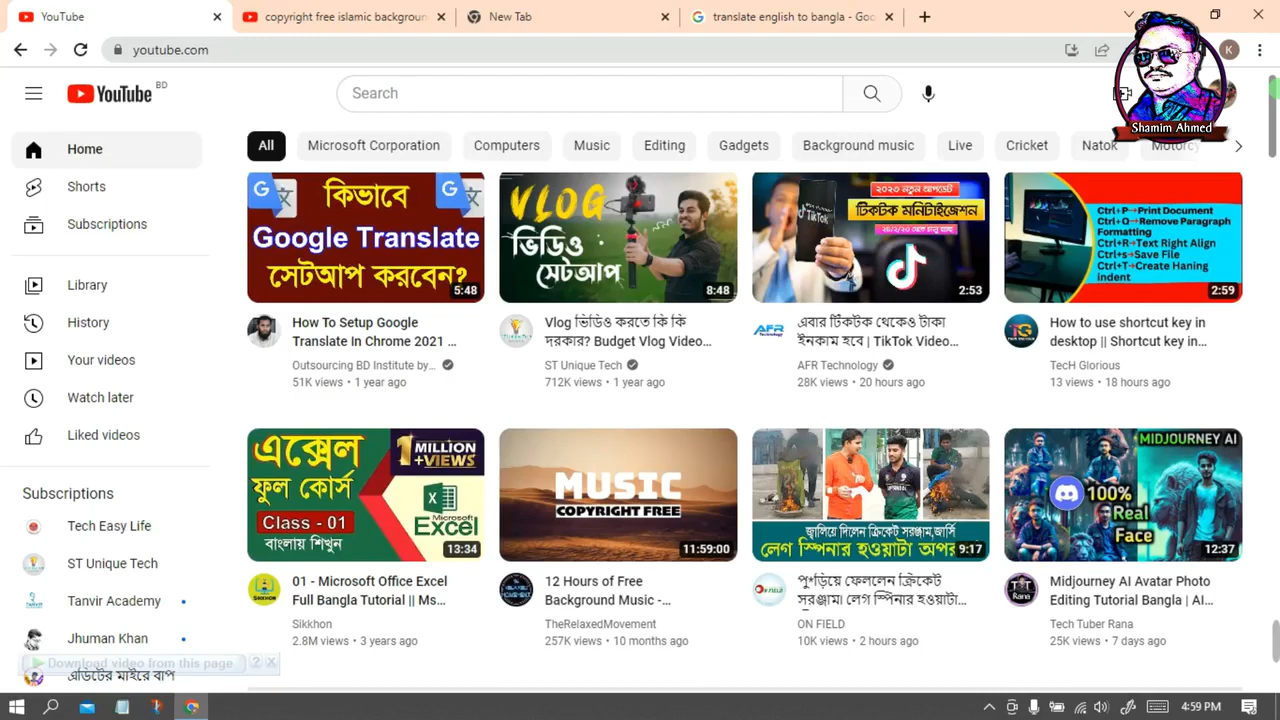 YouTube
copyright free islamic backgroun
New Tab
translate english to bangla - Goo
youtube.com
K
YouTube BD
Search
Shamim Ahmed
All
Microsoft Corporation
Computers
Music
Editing
Gadgets
Background music
Live
Cricket
Natok
Motorcy
Home
Shorts
Subscriptions
Library
History
Your videos
Watch later
Liked videos
Subscriptions
Tech Easy Life
ST Unique Tech
Tanvir Academy
Jhuman Khan
Download video from this page
এডিটের মাইরে বাপ
কিভাবে
Google Translate
সেটআপ করবেন?
5:48
How To Setup Google
Translate In Chrome 2021 ...
Outsourcing BD Institute by...
51K views • 1 year ago
VLOG
ভিডিও
সেটআপ
8:48
Vlog ভিডিও করতে কি কি
দরকার? Budget Vlog Video...
ST Unique Tech
712K views • 1 year ago
২০২৩ নতুন আপডেট
টিকটক মনিটাইজেশন
TikTok
2:53
এবার টিকটক থেকেও টাকা
ইনকাম হবে | TikTok Video...
AFR Technology
28K views • 20 hours ago
Ctrl+P→Print Document
Ctrl+Q→Remove Paragraph
Formatting
Ctrl+R→Text Right Align
Ctrl+s→Save File
Ctrl+T→Create Haning
indent
2:59
How to use shortcut key in
desktop || Shortcut key in...
TecH Glorious
13 views • 18 hours ago
এক্সেল
ফুল কোর্স
Class - 01
বাংলায় শিখুন
1 MILLION
+VIEWS
Microsoft
Excel
13:34
01 - Microsoft Office Excel
Full Bangla Tutorial || Ms...
Sikkhon
2.8M views • 3 years ago
MUSIC
COPYRIGHT FREE
11:59:00
12 Hours of Free
Background Music -...
TheRelaxedMovement
257K views • 10 months ago
জ্বালিয়ে দিলেন ক্রিকেট সরঞ্জাম,জার্সি
লেগ স্পিনার হওয়াটা অপর
9:17
পু*ড়িয়ে ফেললেন ক্রিকেট
সরঞ্জাম৷ লেগ স্পিনার হওয়াটা...
ON FIELD
10K views • 2 hours ago
MIDJOURNEY AI
100%
Real
Face
12:37
Midjourney AI Avatar Photo
Editing Tutorial Bangla | AI...
Tech Tuber Rana
25K views • 7 days ago
4:59 PM